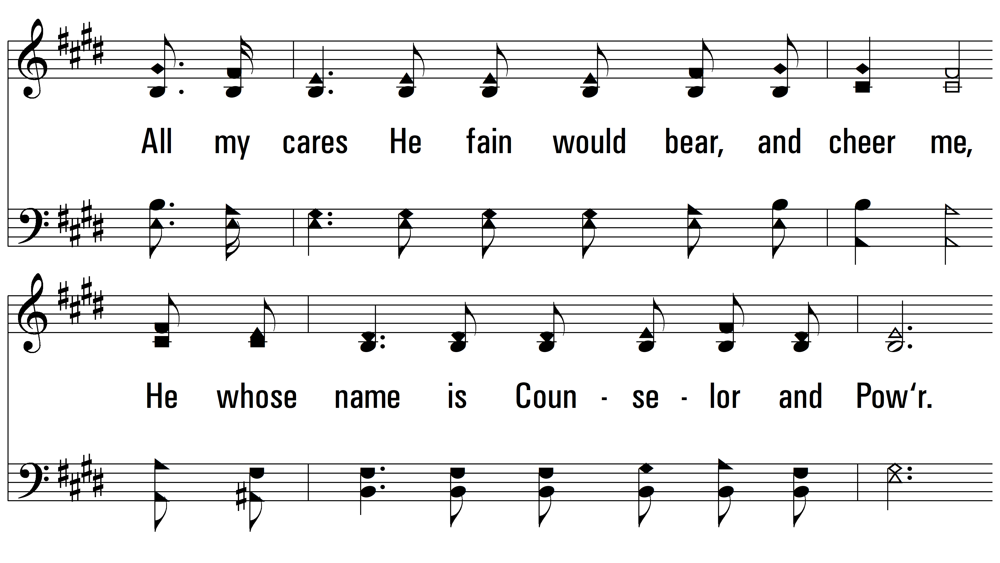 All my cares He fain would bear, and cheer me,
He whose name is Coun - se - lor and Pow‘r.